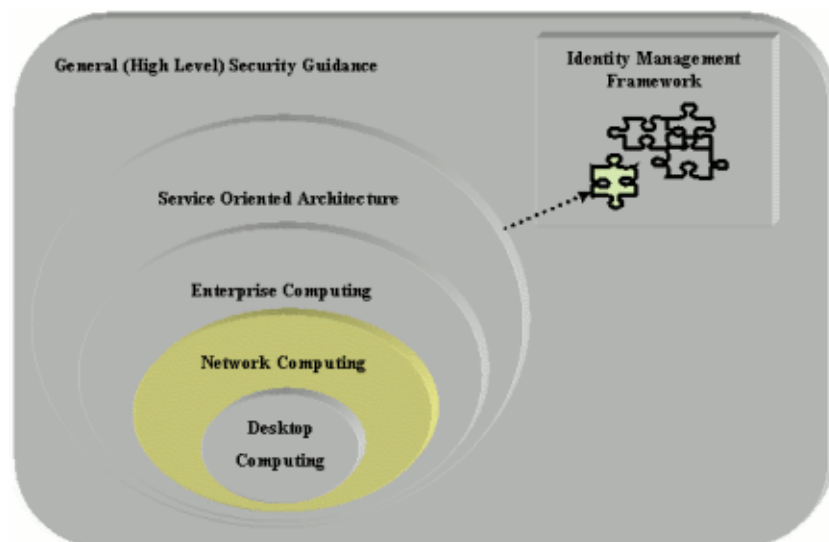 General (High Level) Security Guidance
Identity Management
Framework
Service Oriented Architecture
Enterprise Computing
Network Computing
Desktop
Computing